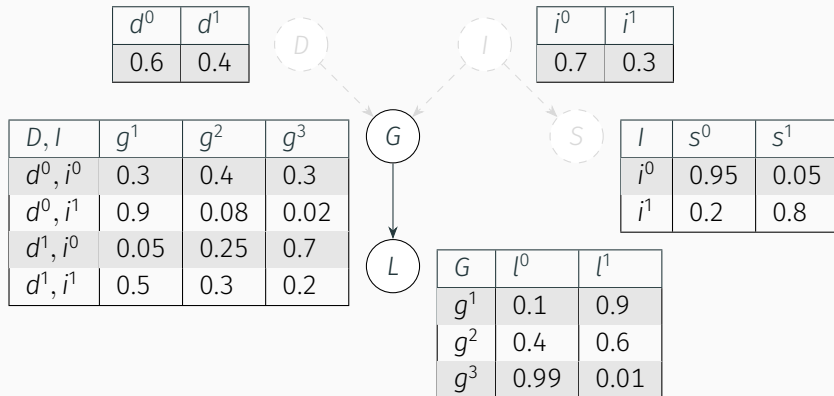 d⁰ d¹
0.6 0.4
D
I
i⁰ i¹
0.7 0.3
D, I g¹ g² g³
d⁰, i⁰ 0.3 0.4 0.3
d⁰, i¹ 0.9 0.08 0.02
d¹, i⁰ 0.05 0.25 0.7
d¹, i¹ 0.5 0.3 0.2
G
S
I s⁰ s¹
i⁰ 0.95 0.05
i¹ 0.2 0.8
L
G l⁰ l¹
g¹ 0.1 0.9
g² 0.4 0.6
g³ 0.99 0.01